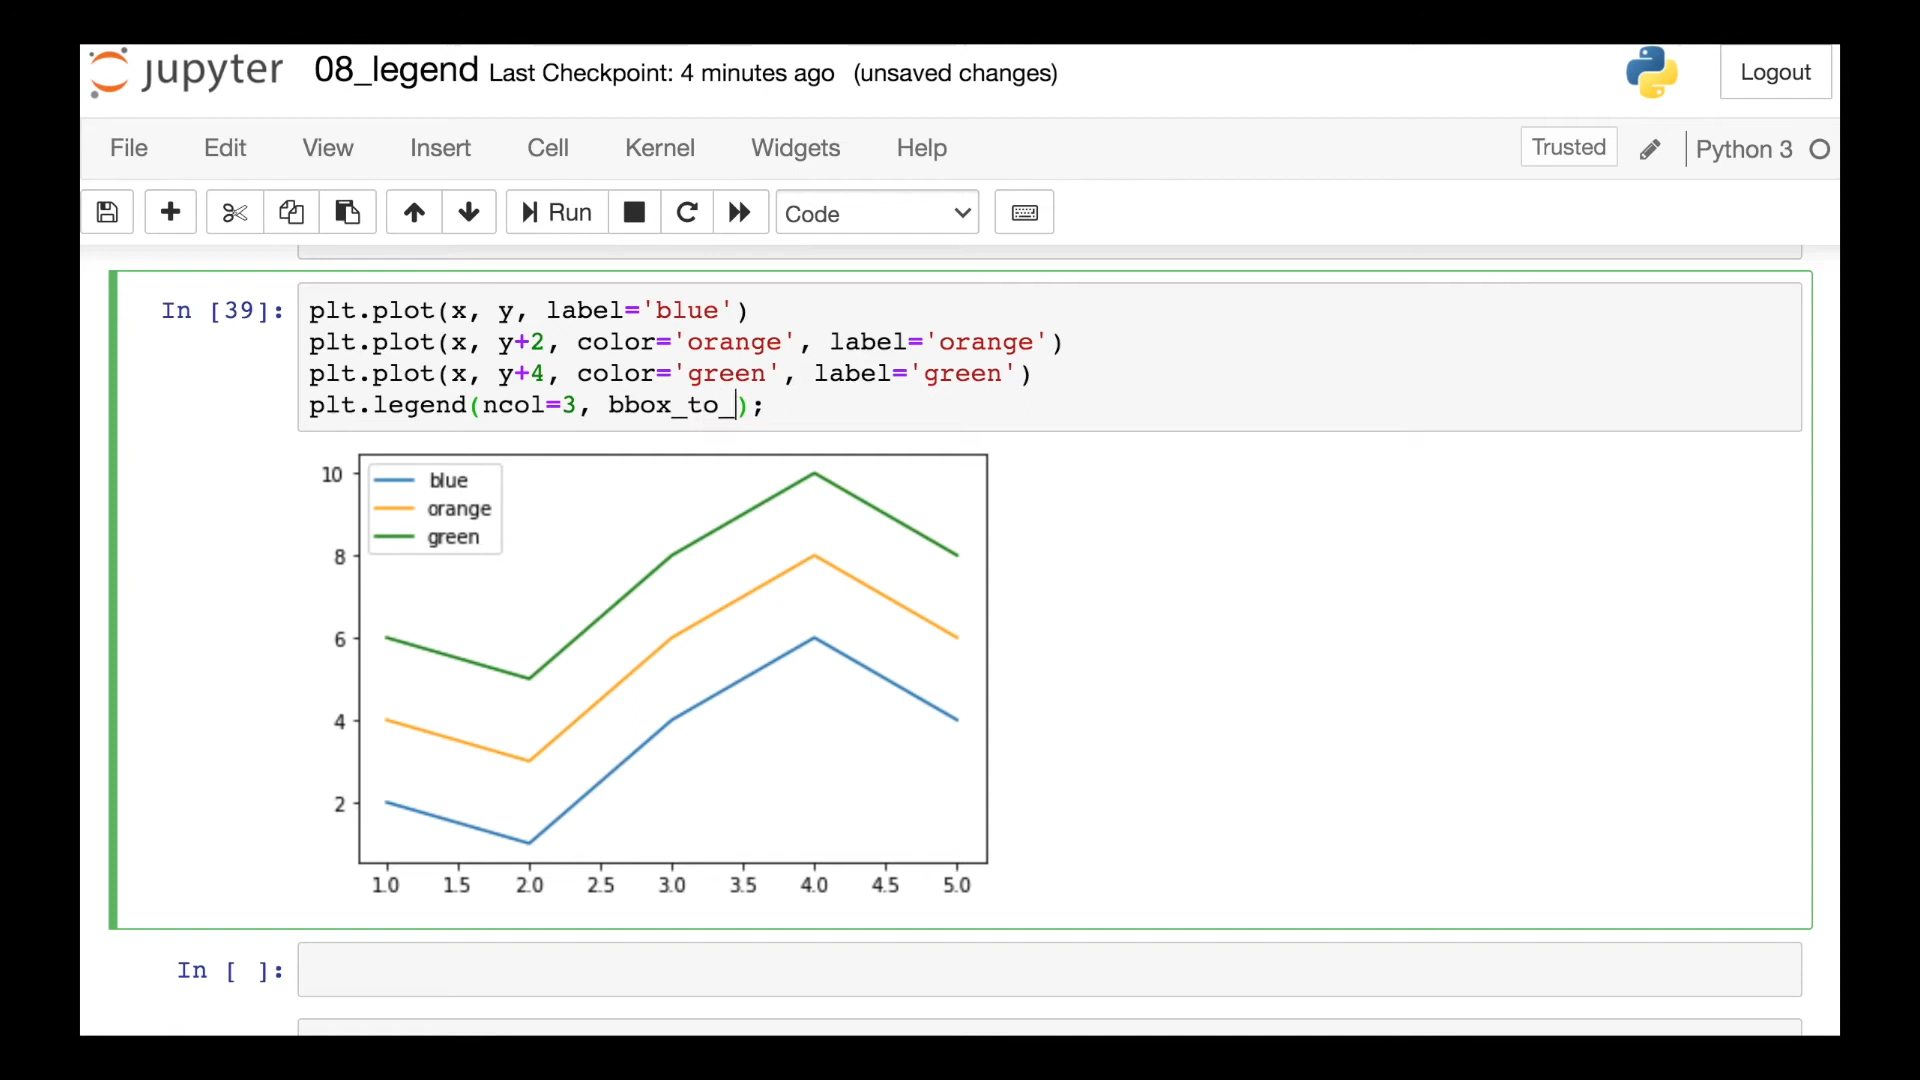 jupyter 08_legend Last Checkpoint: 4 minutes ago (unsaved changes) Logout
File Edit View Insert Cell Kernel Widgets Help Trusted Python 3
Run Code
In [39]: plt.plot(x, y, label='blue')
plt.plot(x, y+2, color='orange', label='orange')
plt.plot(x, y+4, color='green', label='green')
plt.legend(ncol=3, bbox_to_);
10
blue
orange
green
8
6
4
2
1.0 1.5 2.0 2.5 3.0 3.5 4.0 4.5 5.0
In [ ]: